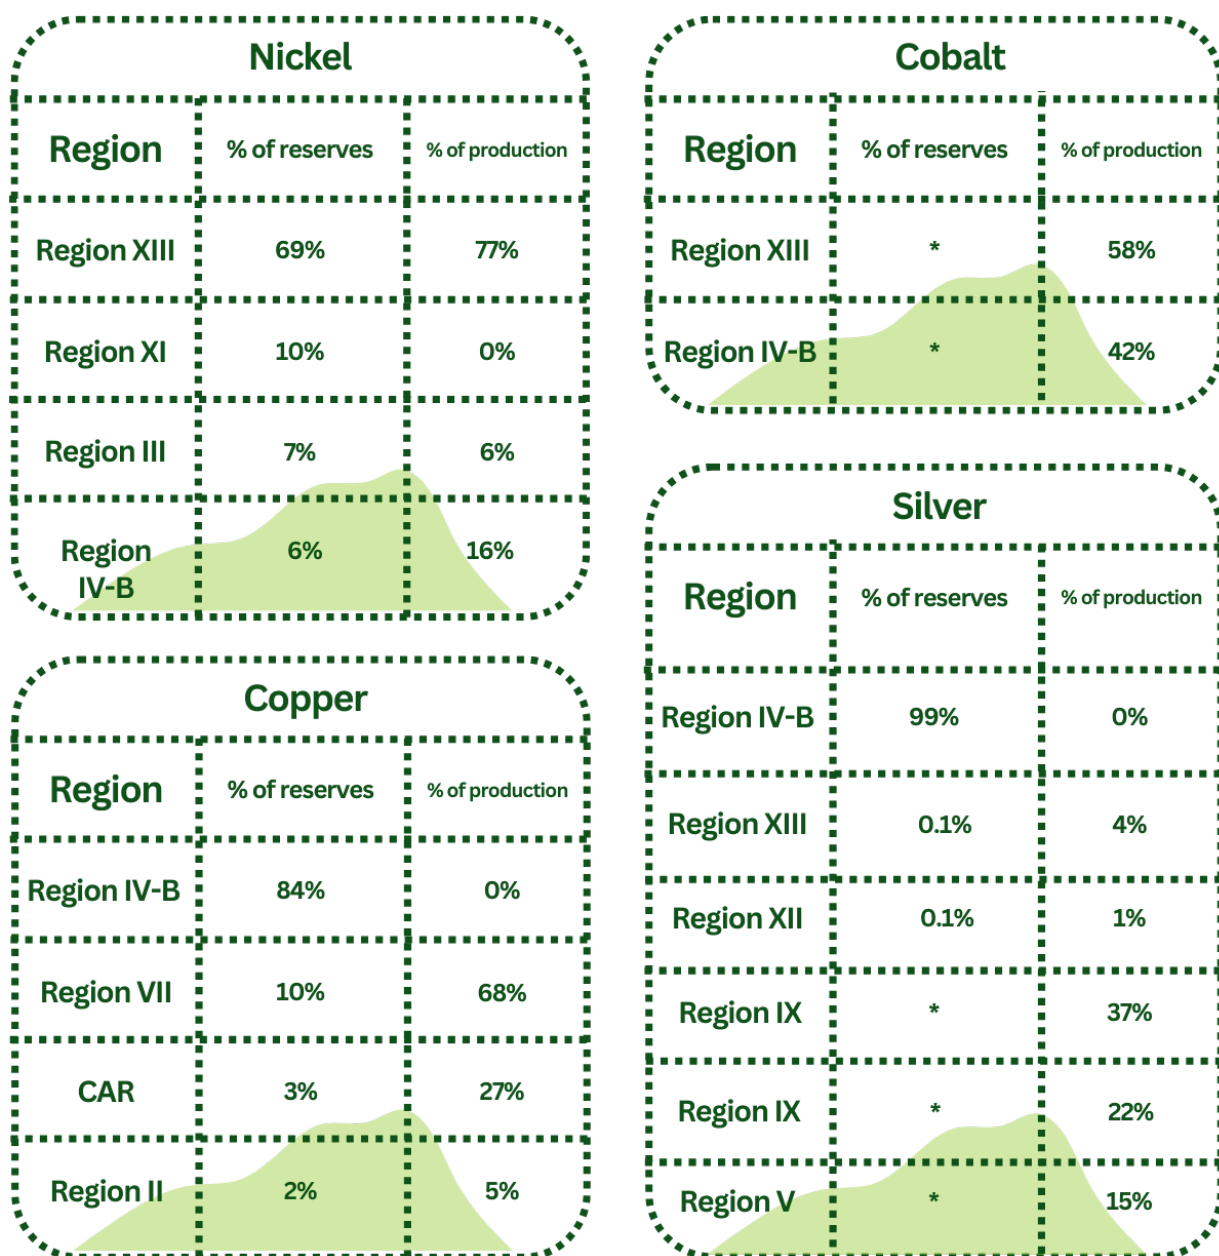 Nickel
Region % of reserves % of production
Region XIII 69% 77%
Region XI 10% 0%
Region III 7% 6%
Region 6% 16%
IV-B
Copper
Region % of reserves % of production
Region IV-B 84% 0%
Region VII 10% 68%
CAR 3% 27%
Region II 2% 5%
Cobalt
Region % of reserves % of production
Region XIII * 58%
Region IV-B * 42%
Silver
Region % of reserves % of production
Region IV-B 99% 0%
Region XIII 0.1% 4%
Region XII 0.1% 1%
Region IX * 37%
Region IX * 22%
Region V * 15%